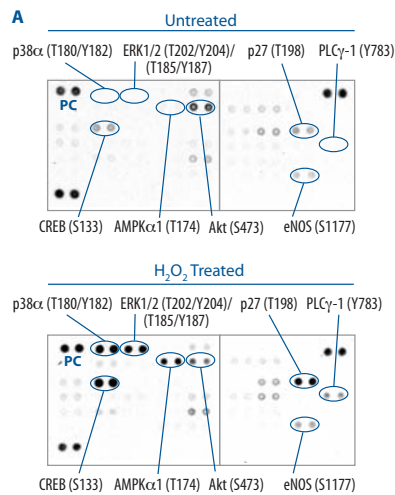 A
Untreated
p38α (T180/Y182) ERK1/2 (T202/Y204)/ p27 (T198) PLCγ-1 (Y783)
(T185/Y187)
PC
CREB (S133) AMPKα1 (T174) Akt (S473) eNOS (S1177)
H₂O₂ Treated
p38α (T180/Y182) ERK1/2 (T202/Y204)/ p27 (T198) PLCγ-1 (Y783)
(T185/Y187)
PC
CREB (S133) AMPKα1 (T174) Akt (S473) eNOS (S1177)